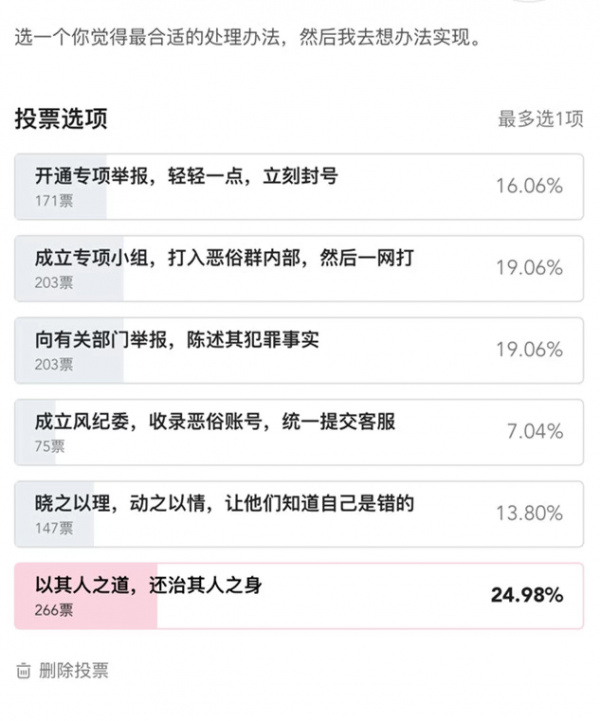 选一个你觉得最合适的处理办法，然后我去想办法实现。
投票选项
最多选1项
开通专项举报，轻轻一点，立刻封号
171票
16.06%
成立专项小组，打入恶俗群内部，然后一网打
203票
19.06%
向有关部门举报，陈述其犯罪事实
203票
19.06%
成立风纪委，收录恶俗账号，统一提交客服
75票
7.04%
晓之以理，动之以情，让他们知道自己是错的
147票
13.80%
以其人之道，还治其人之身
266票
24.98%
删除投票